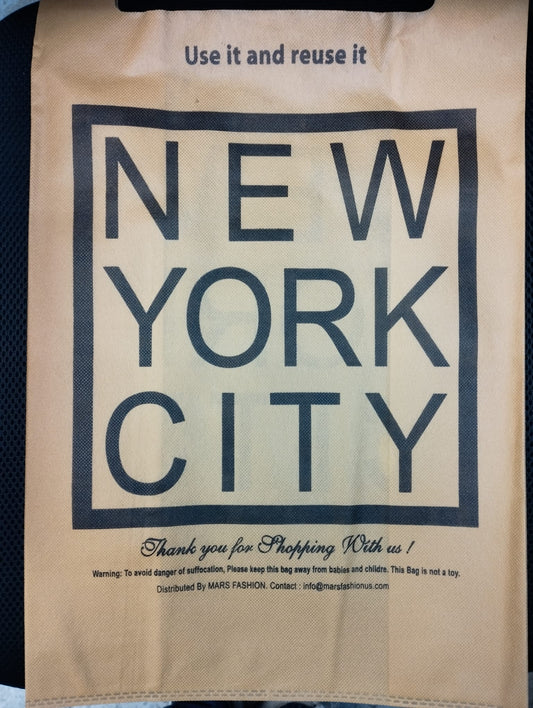 Use it and reuse it
NEW
YORK
CITY
Thank you for Shopping With us !
Warning: To avoid danger of suffocation, Please keep this bag away from babies and childre. This Bag is not a toy.
Distributed By MARS FASHION. Contact : info@marsfashionus.com